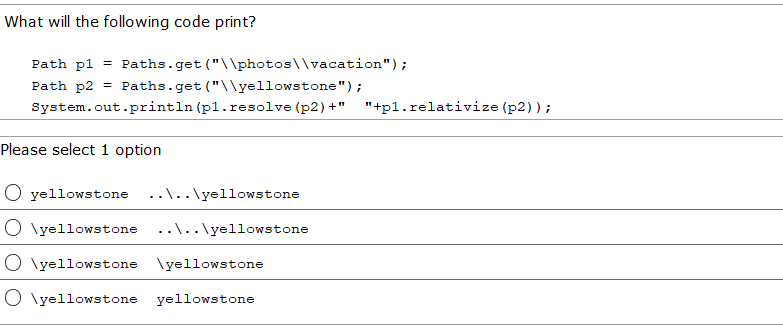 What will the following code print?
Path p1 = Paths.get("\\photos\\vacation");
Path p2 = Paths.get("\\yellowstone");
System.out.println(p1.resolve(p2)+"  "+p1.relativize(p2));
Please select 1 option
yellowstone  ..\..\yellowstone
\yellowstone  ..\..\yellowstone
\yellowstone  \yellowstone
\yellowstone  yellowstone